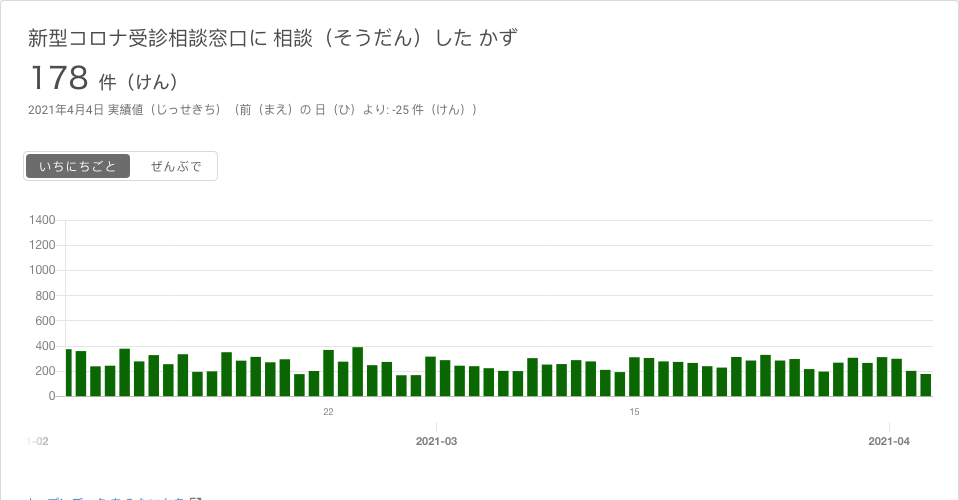 新型コロナ受診相談窓口に 相談（そうだん）した かず
178 件（けん）
2021年4月4日 実績値（じっせきち）（前（まえ）の 日（ひ）より: -25 件（けん））
いちにちごと ぜんぶで
1400
1200
1000
800
600
400
200
0
22 15
1-02 2021-03 2021-04